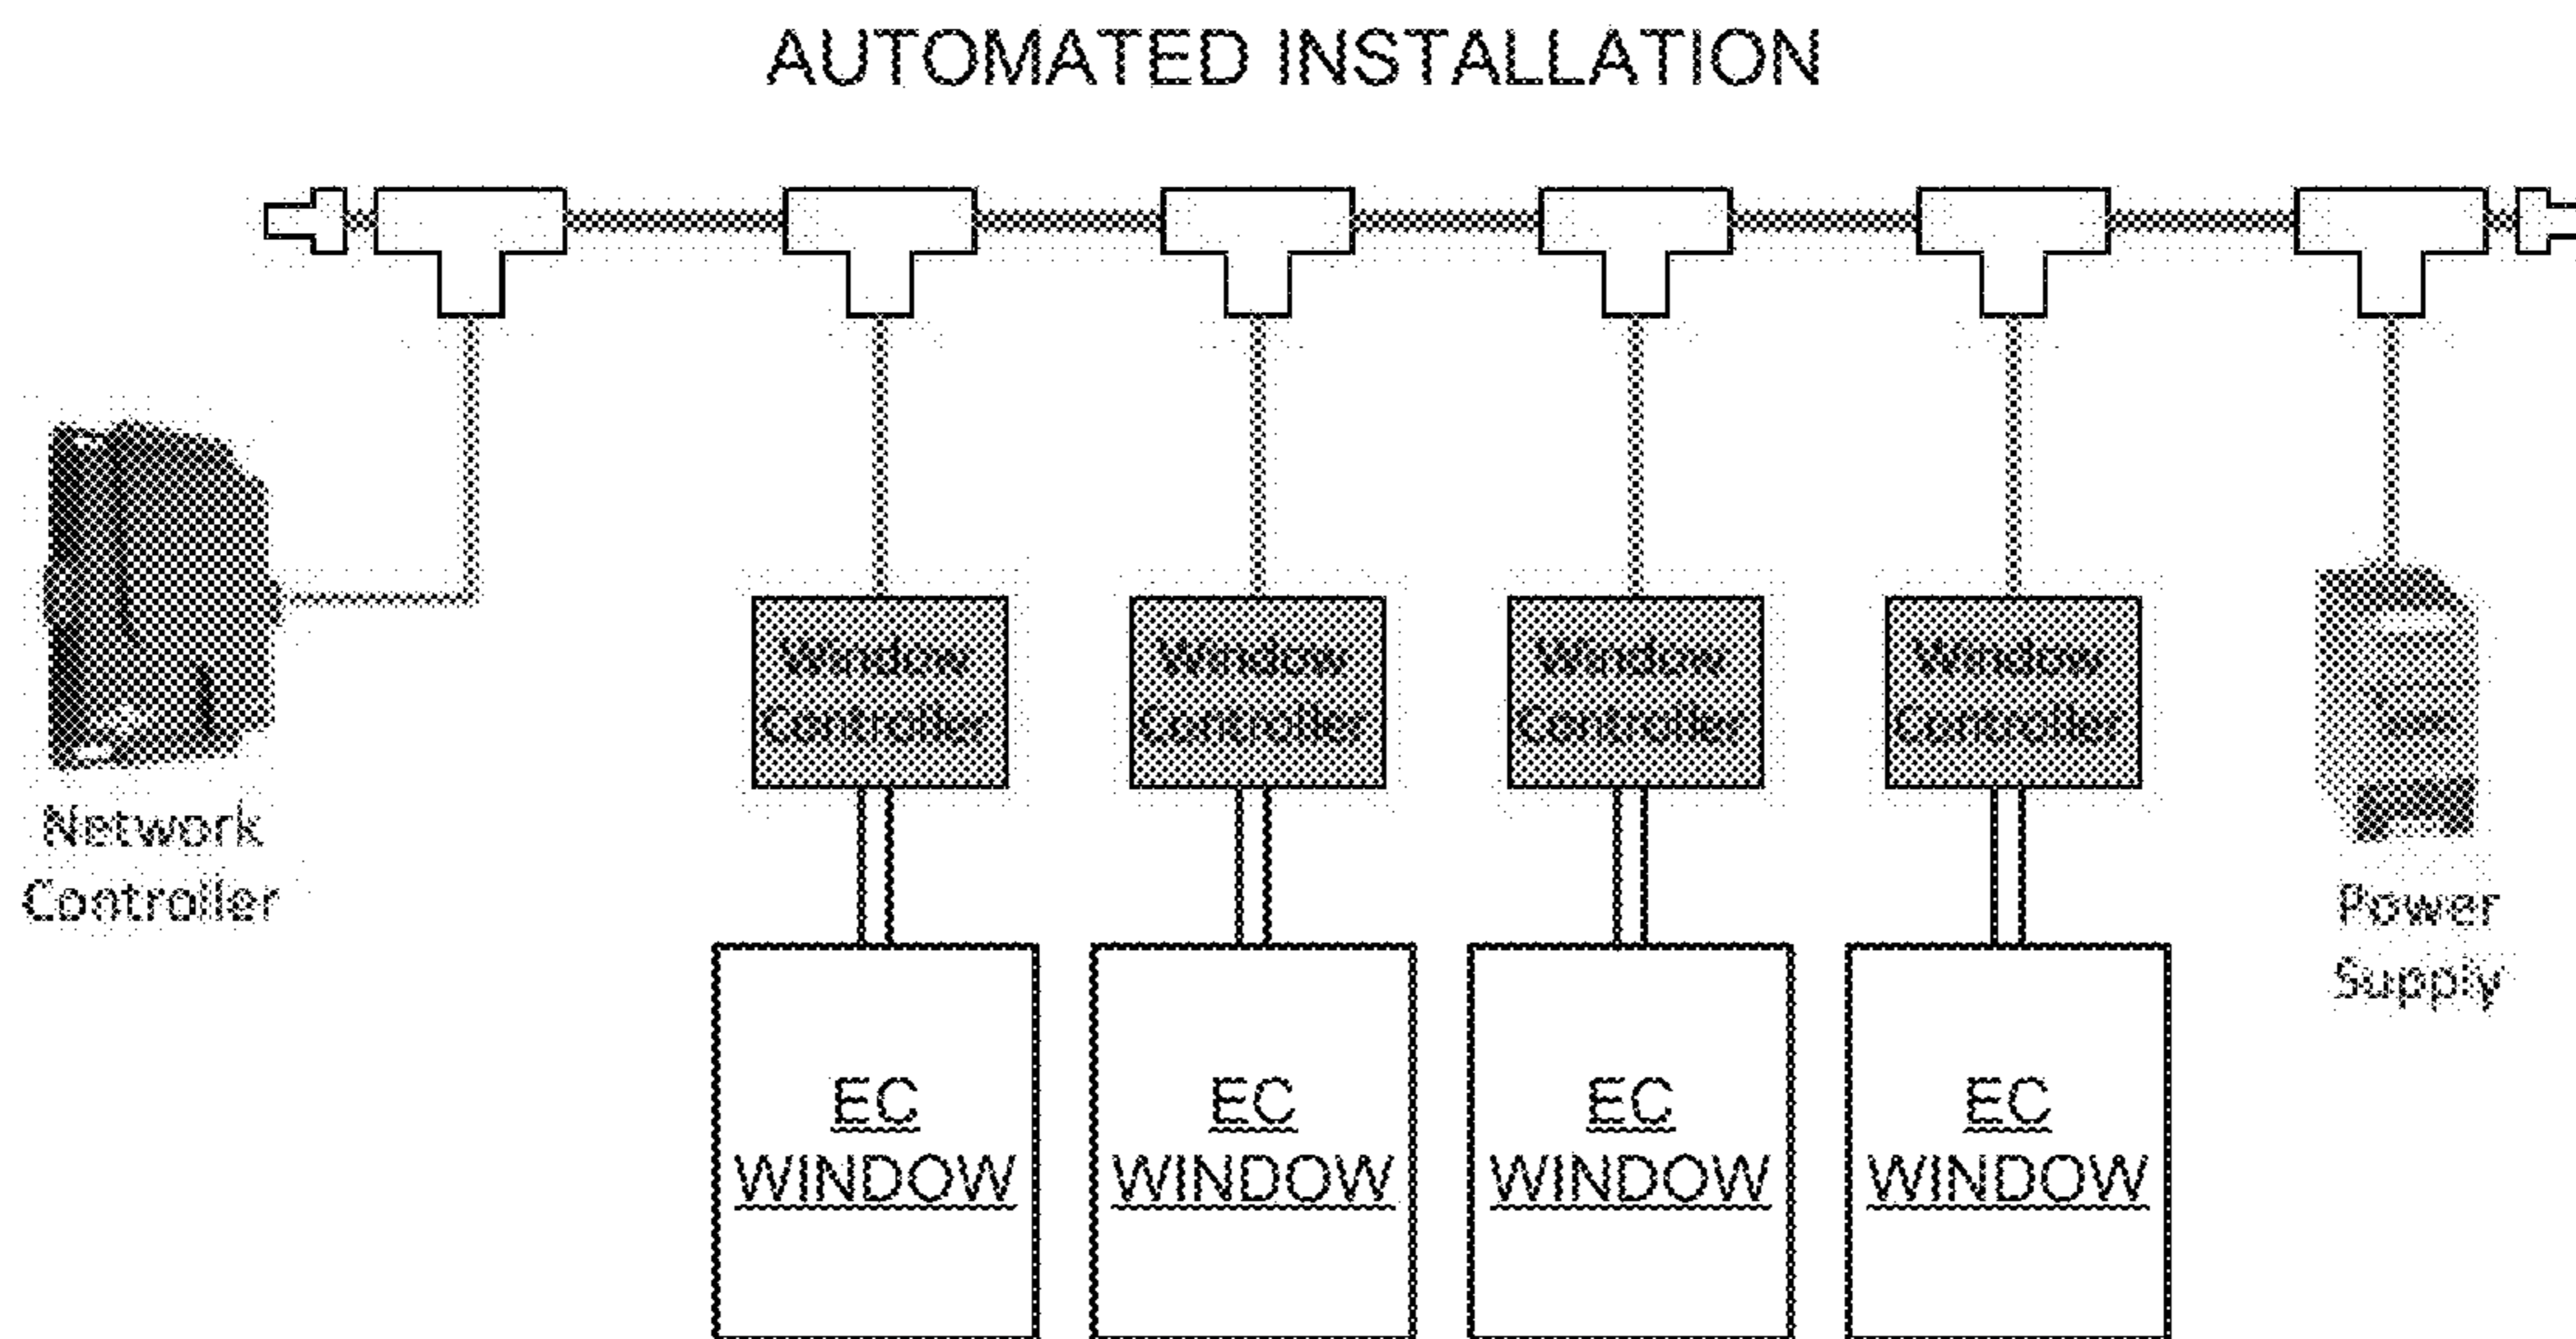 AUTOMATED INSTALLATION
Network
Controller
Window
Controller
Window
Controller
Window
Controller
Window
Controller
Power
Supply
EC
WINDOW
EC
WINDOW
EC
WINDOW
EC
WINDOW